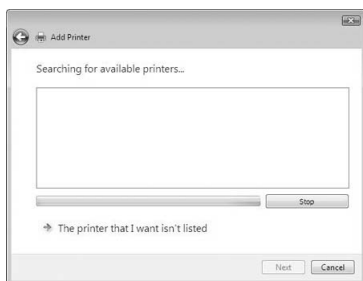 Add Printer
Searching for available printers...
Stop
The printer that I want isn't listed
Next Cancel